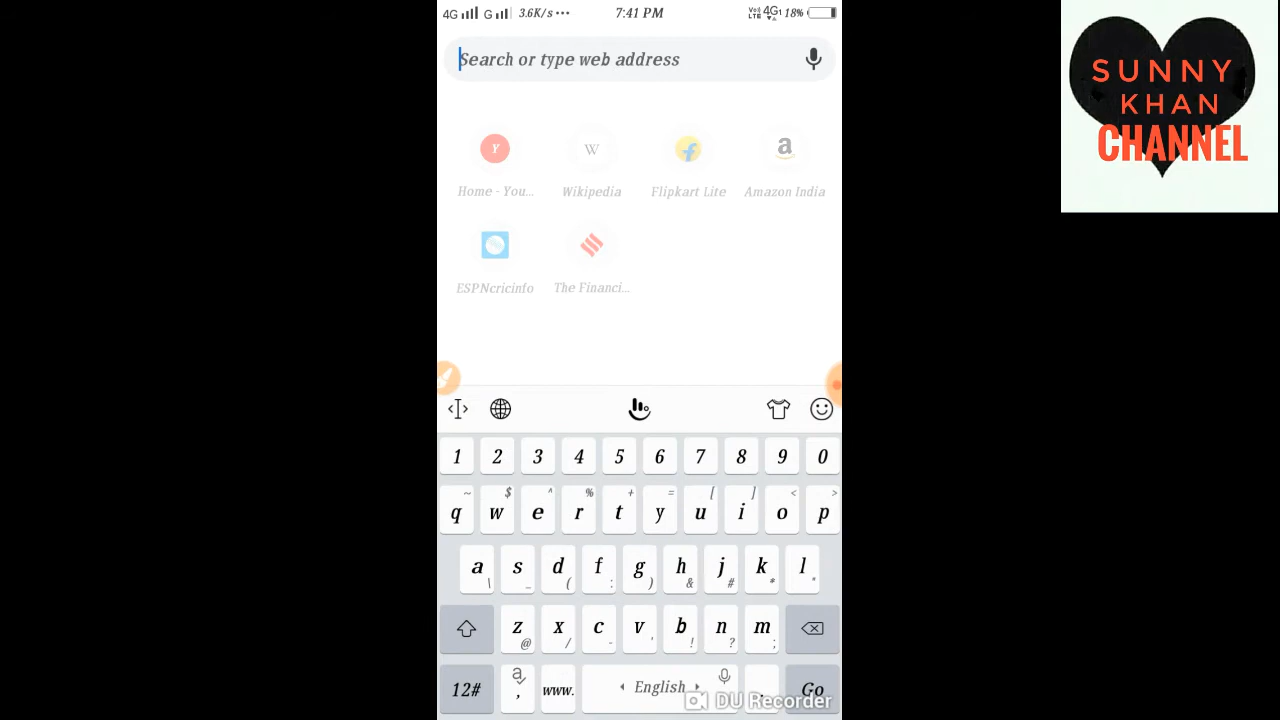 4G G 3.6K/s ... 7:41 PM VoLTE 4G1 18%
Search or type web address
SUNNY
KHAN
CHANNEL
Y W f a
Home - You... Wikipedia Flipkart Lite Amazon India
ESPNcricinfo The Financi...
1 2 3 4 5 6 7 8 9 0
~ $ ^ % + = [ ] < >
q w e r t y u i o p
a s d f g h j k l
\ _ ( : ) & # * "
z x c v b n m
@ / - ' ! ? ;
12# a , www. English . Go
DU Recorder